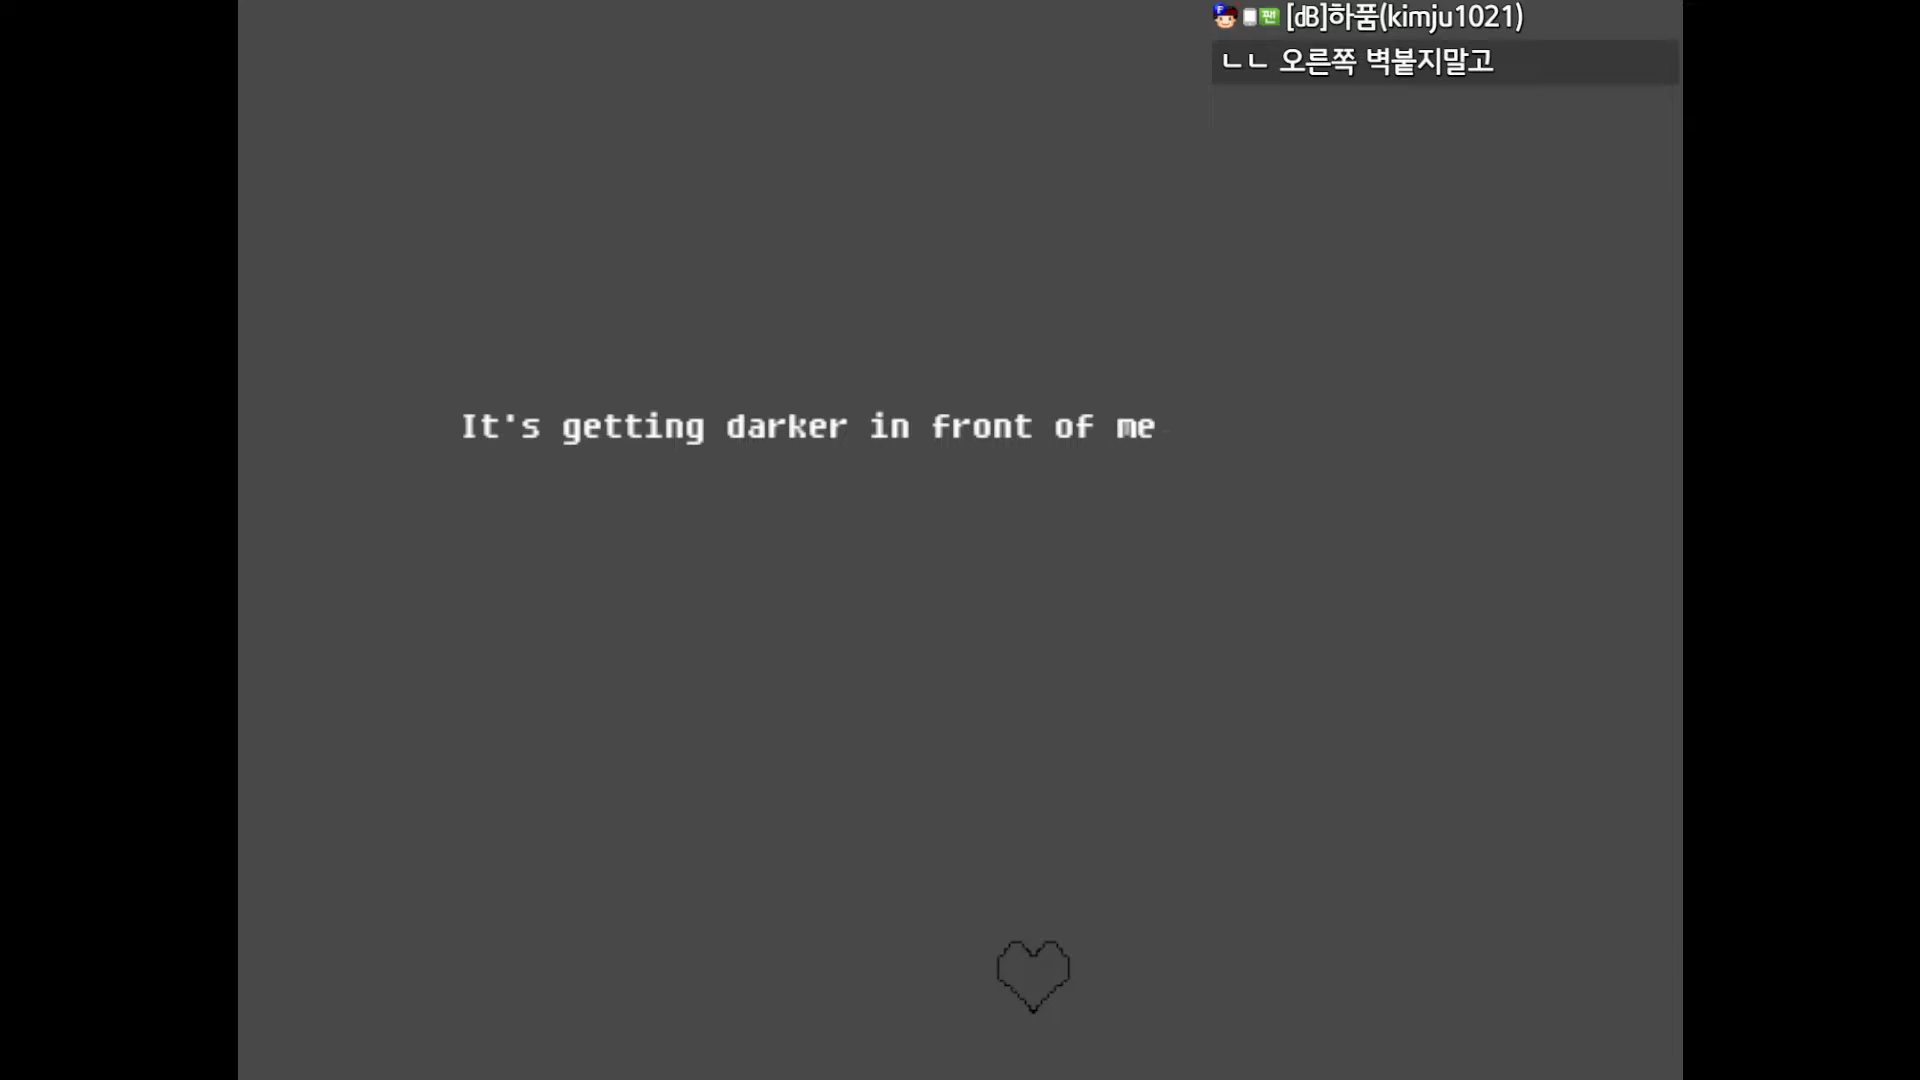 팬 [dB]하품(kimju1021)
ㄴㄴ 오른쪽 벽붙지말고
It's getting darker in front of me